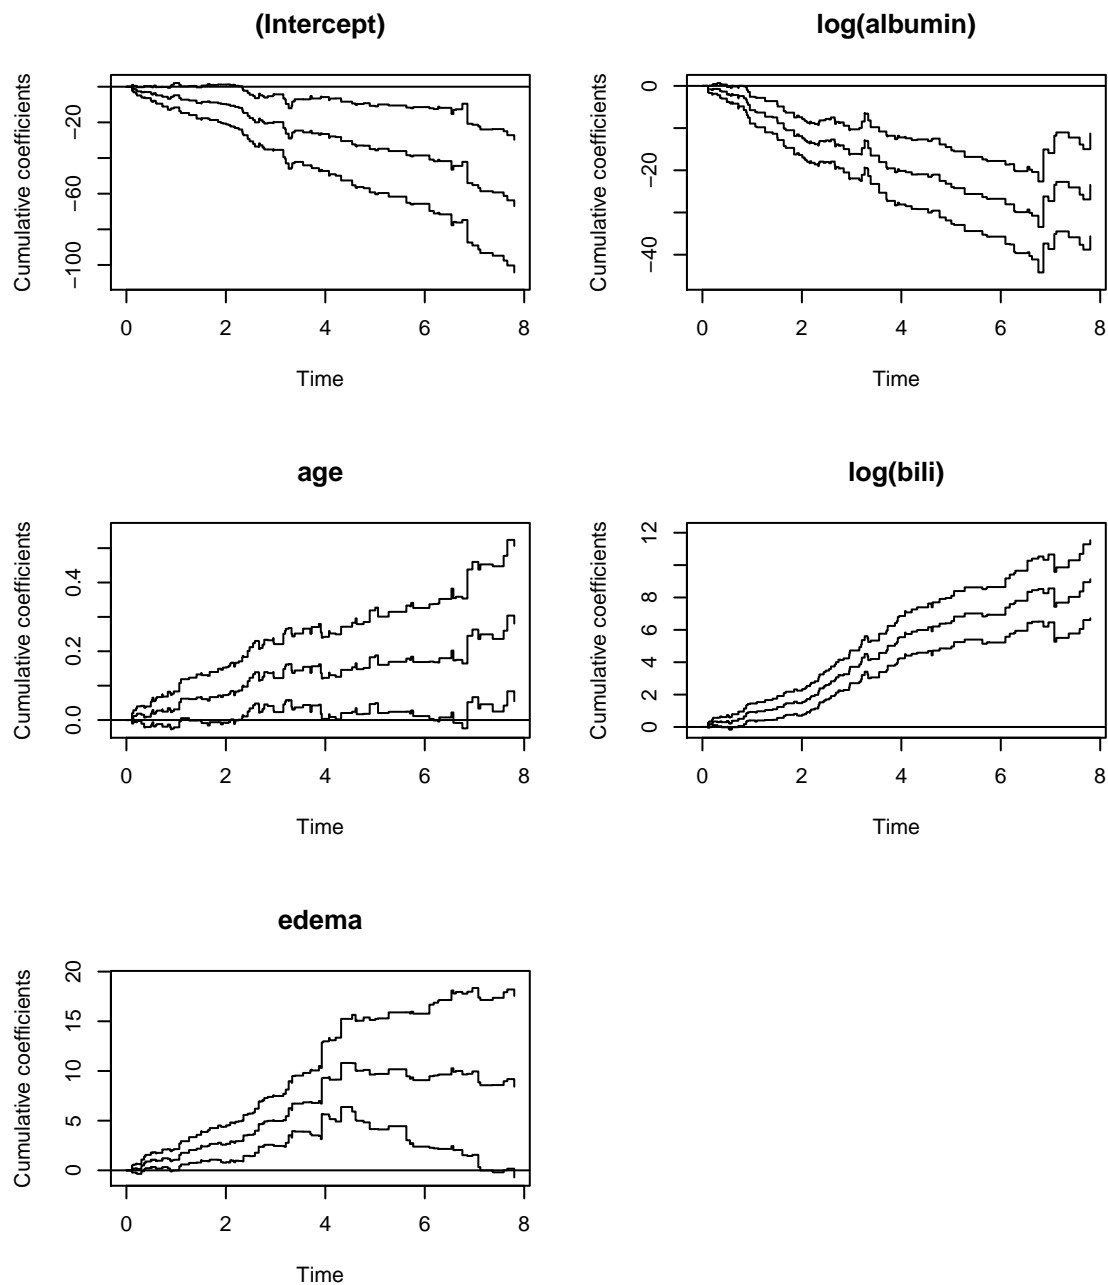 (Intercept)
Cumulative coefficients
−20
−60
−100
0 2 4 6 8
Time
log(albumin)
Cumulative coefficients
0
−20
−40
0 2 4 6 8
Time
age
Cumulative coefficients
0.4
0.2
0.0
0 2 4 6 8
Time
log(bili)
Cumulative coefficients
12
8
6
4
2
0
0 2 4 6 8
Time
edema
Cumulative coefficients
20
15
10
5
0
0 2 4 6 8
Time